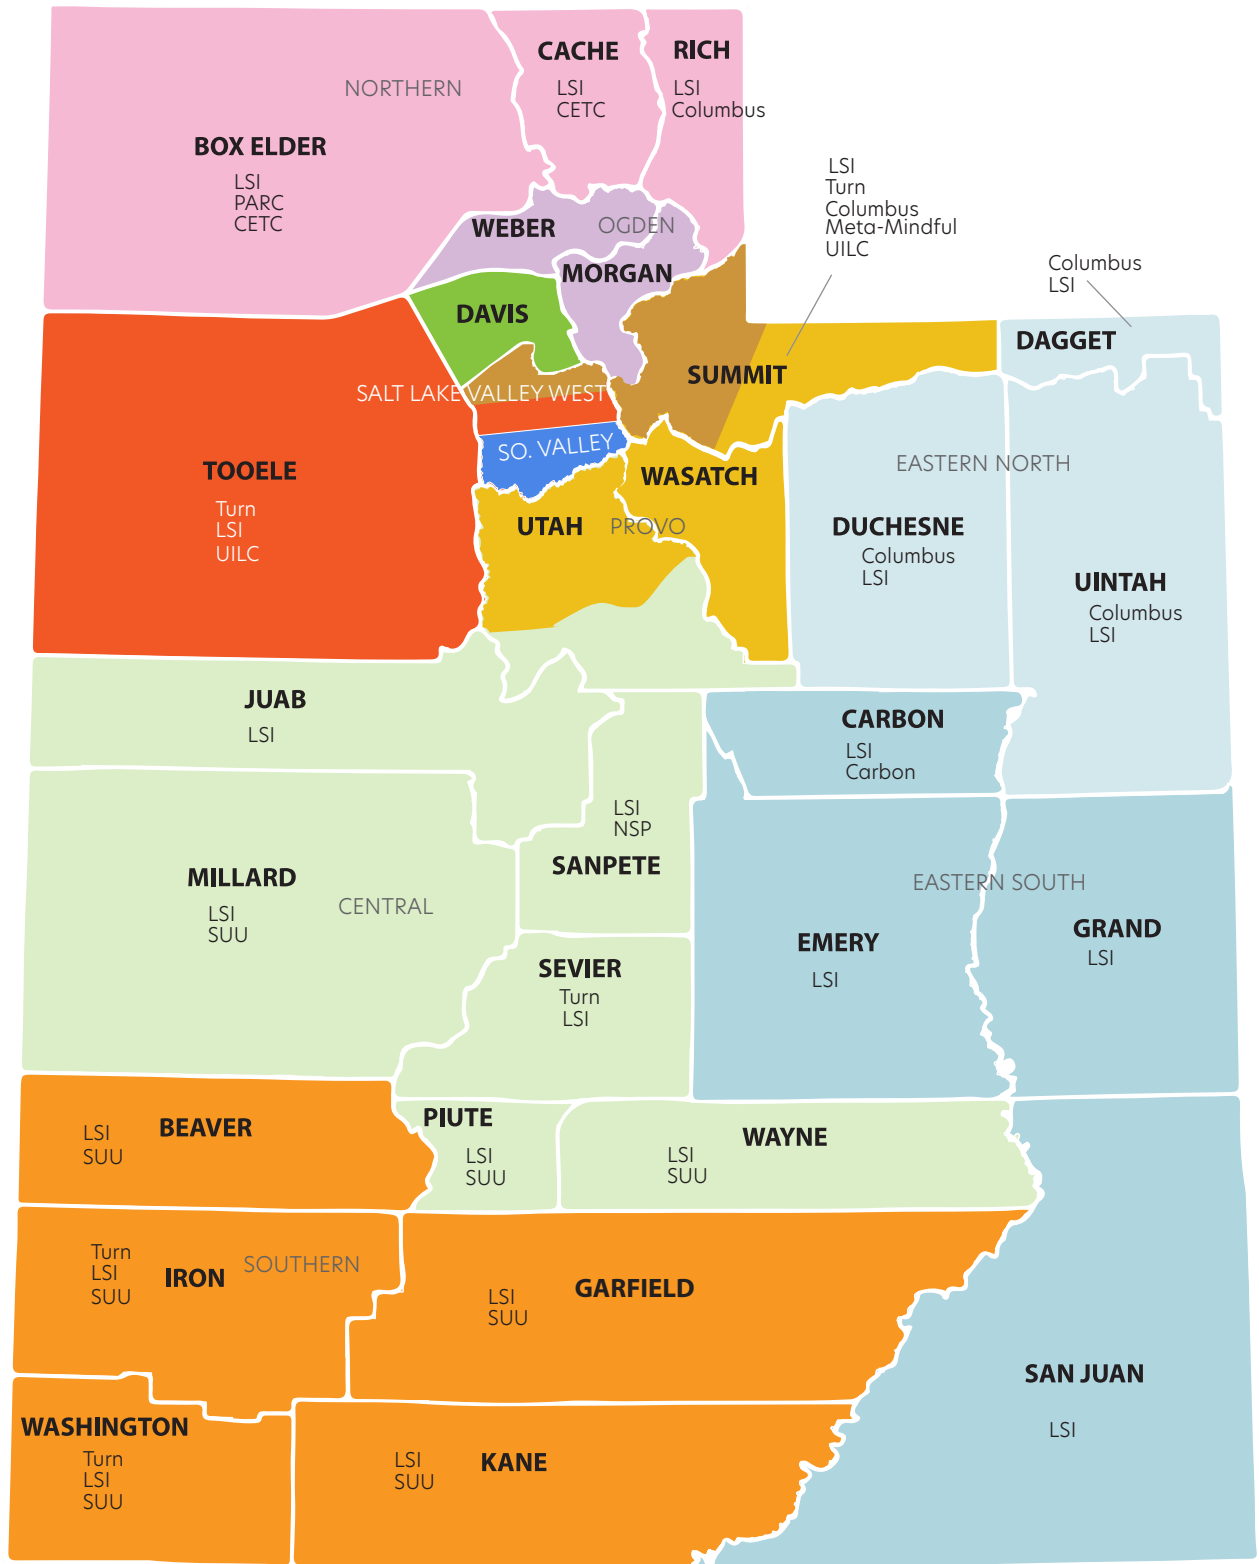 CACHE
LSI
CETC
RICH
LSI
Columbus
NORTHERN
BOX ELDER
LSI
PARC
CETC
LSI
Turn
Columbus
Meta-Mindful
UILC
WEBER
OGDEN
MORGAN
Columbus
LSI
DAVIS
DAGGET
SUMMIT
SALT LAKE VALLEY WEST
SO. VALLEY
TOOELE
Turn
LSI
UILC
WASATCH
UTAH
PROVO
EASTERN NORTH
DUCHESNE
Columbus
LSI
UINTAH
Columbus
LSI
JUAB
LSI
CARBON
LSI
Carbon
LSI
NSP
SANPETE
MILLARD
LSI
SUU
CENTRAL
EASTERN SOUTH
EMERY
LSI
GRAND
LSI
SEVIER
Turn
LSI
BEAVER
LSI
SUU
PIUTE
LSI
SUU
WAYNE
LSI
SUU
Turn
LSI
SUU
IRON
SOUTHERN
GARFIELD
LSI
SUU
SAN JUAN
LSI
WASHINGTON
Turn
LSI
SUU
LSI
SUU
KANE